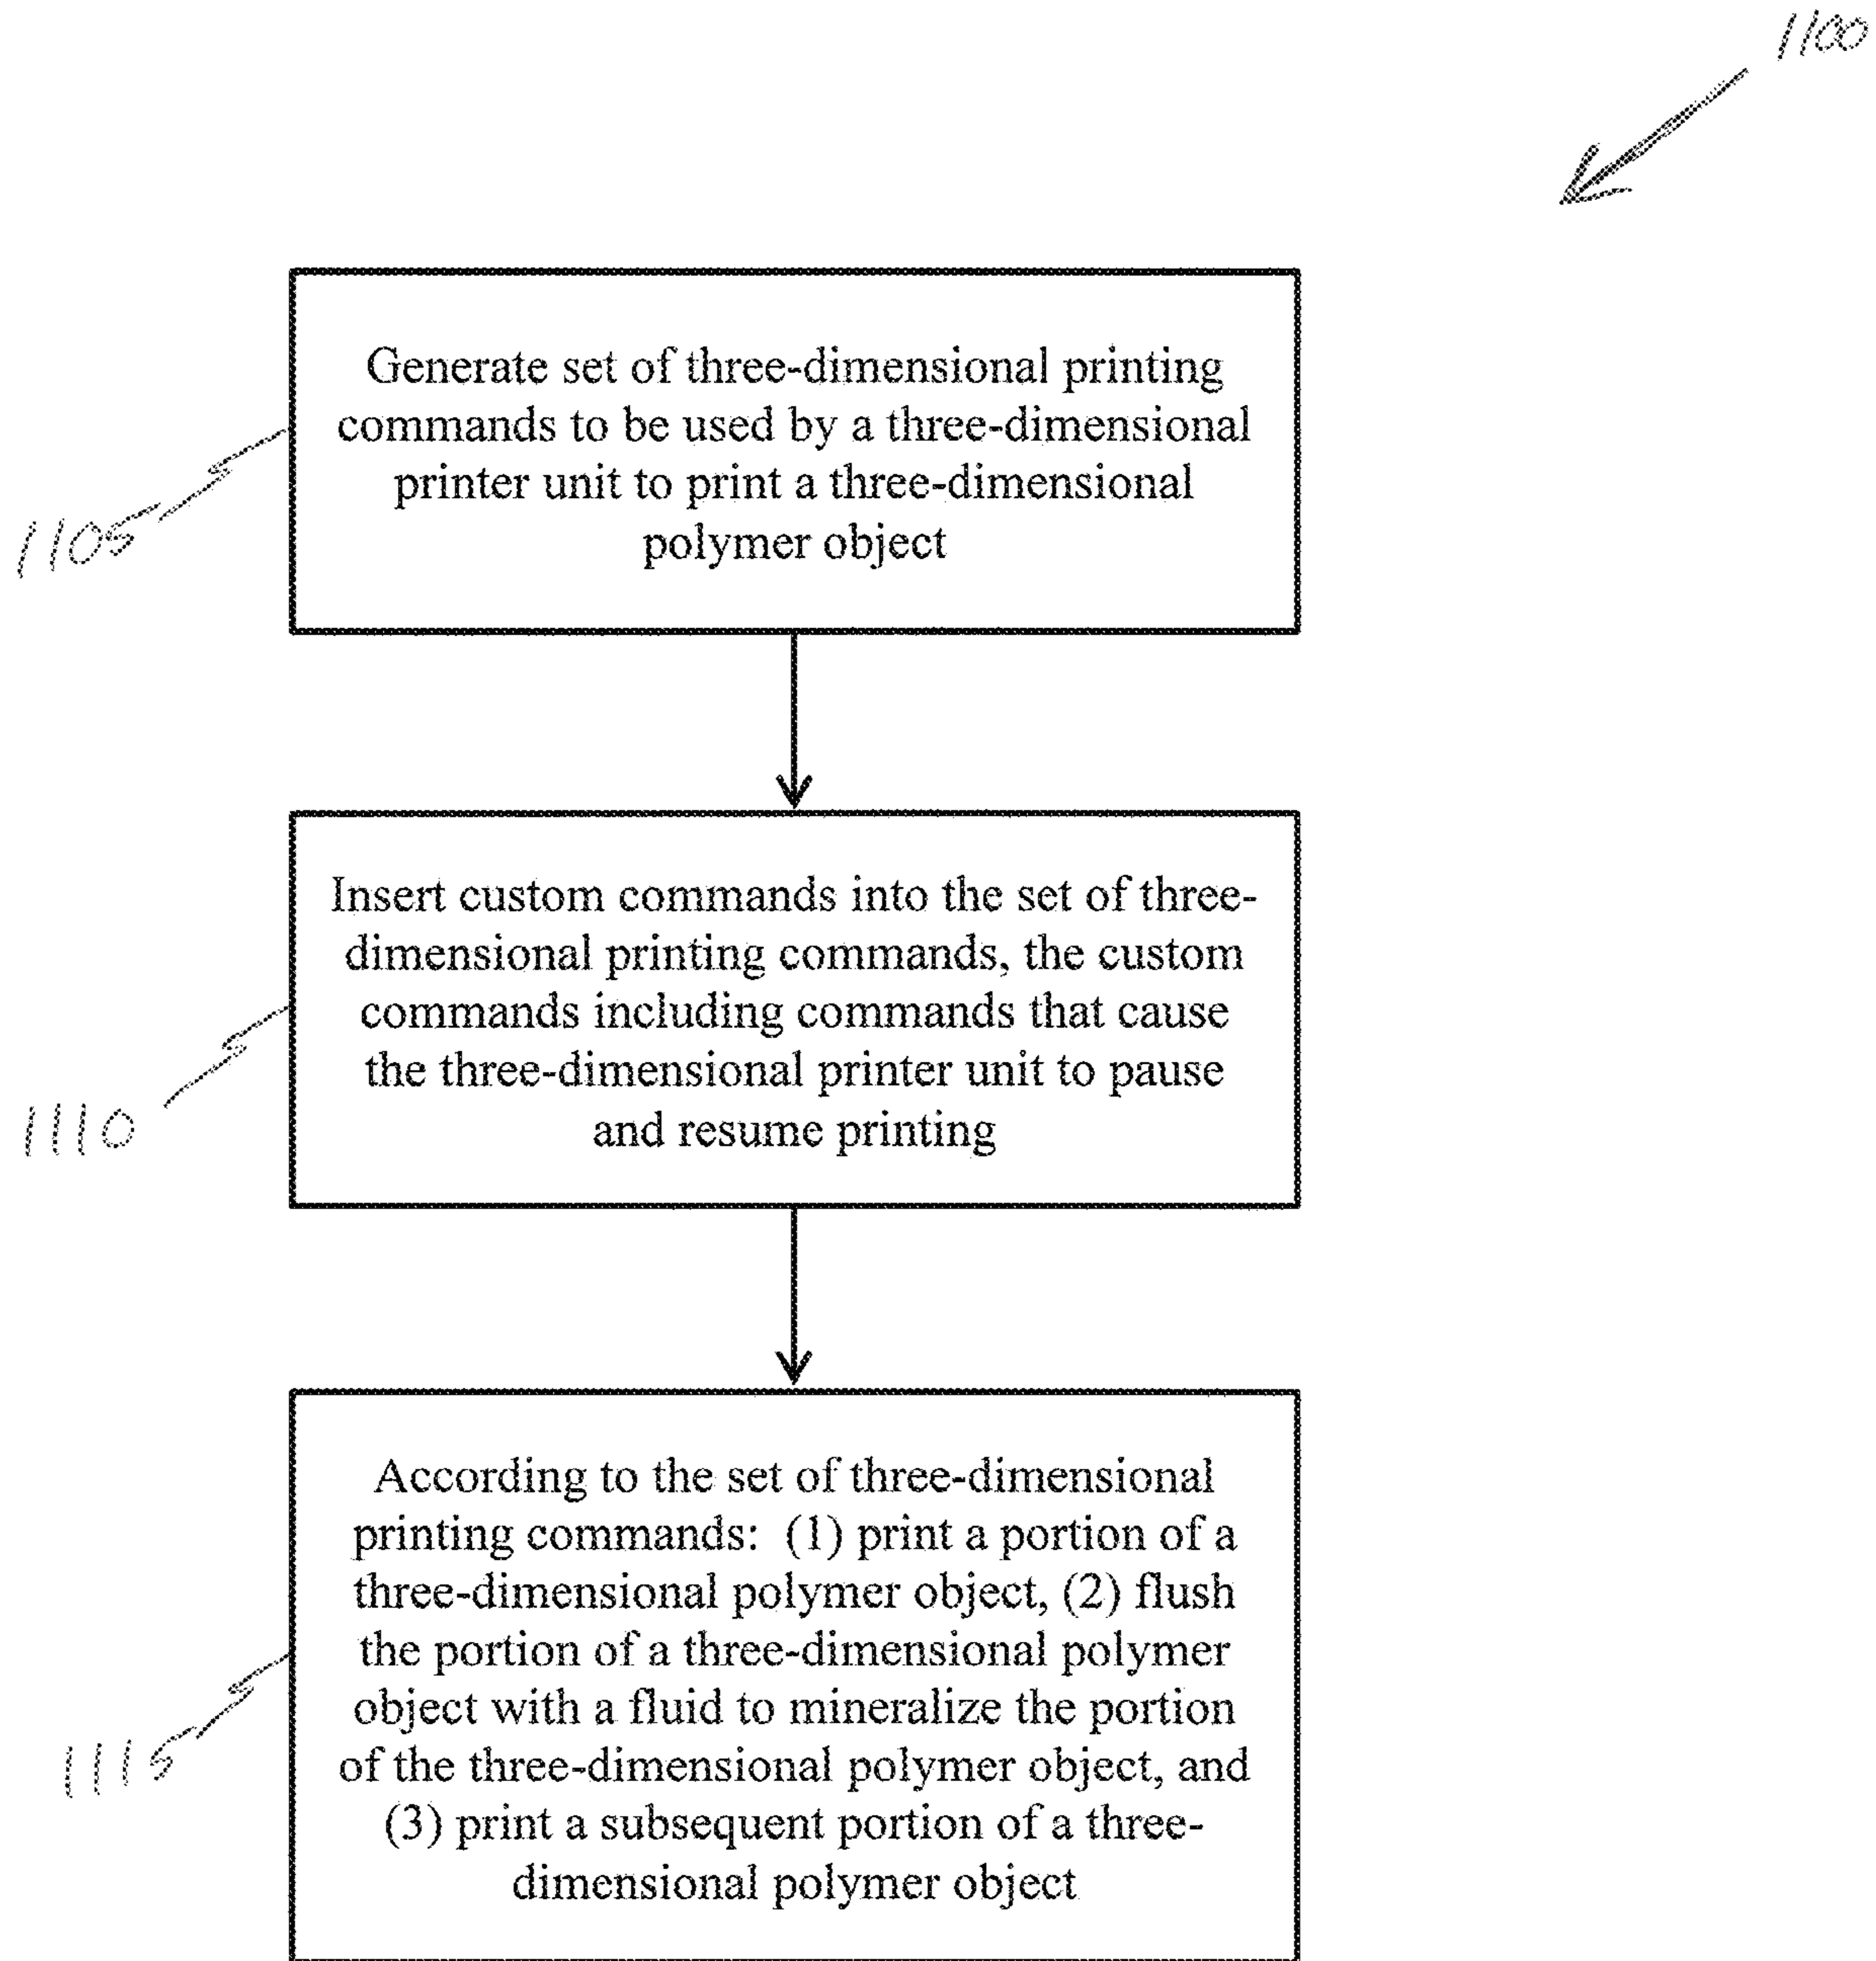 1100
Generate set of three-dimensional printing
commands to be used by a three-dimensional
printer unit to print a three-dimensional
polymer object
1105
Insert custom commands into the set of three-
dimensional printing commands, the custom
commands including commands that cause
the three-dimensional printer unit to pause
and resume printing
1110
According to the set of three-dimensional
printing commands: (1) print a portion of a
three-dimensional polymer object, (2) flush
the portion of a three-dimensional polymer
object with a fluid to mineralize the portion
of the three-dimensional polymer object, and
(3) print a subsequent portion of a three-
dimensional polymer object
1115